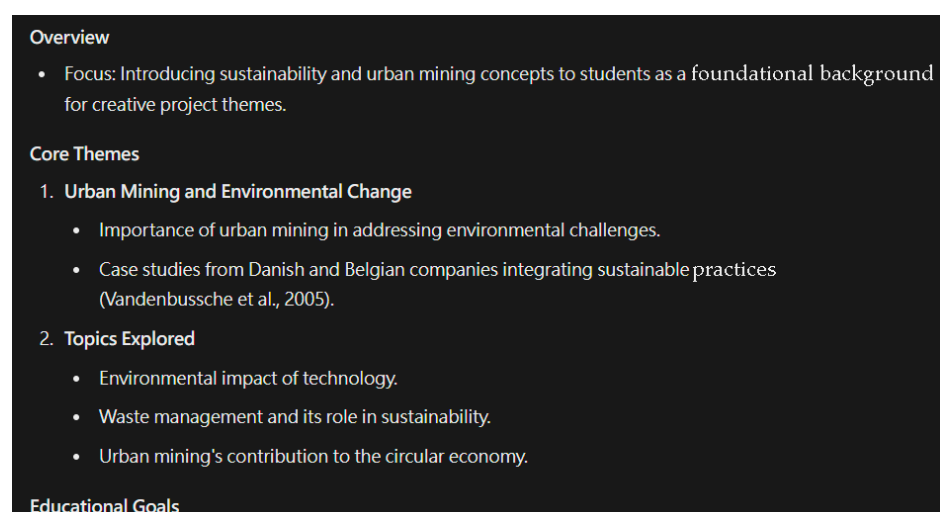 Overview
• Focus: Introducing sustainability and urban mining concepts to students as a foundational background
for creative project themes.
Core Themes
1. Urban Mining and Environmental Change
• Importance of urban mining in addressing environmental challenges.
• Case studies from Danish and Belgian companies integrating sustainable practices
(Vandenbussche et al., 2005).
2. Topics Explored
• Environmental impact of technology.
• Waste management and its role in sustainability.
• Urban mining's contribution to the circular economy.
Educational Goals